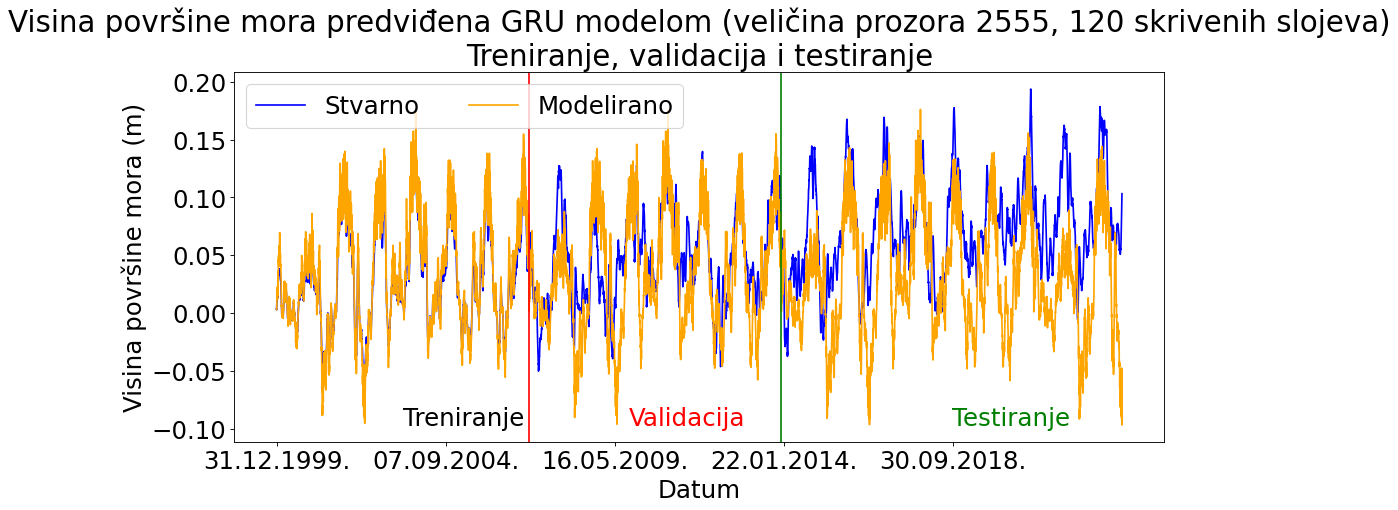 Visina površine mora predviđena GRU modelom (veličina prozora 2555, 120 skrivenih slojeva)
Treniranje, validacija i testiranje
Visina površine mora (m)
0.20
0.15
0.10
0.05
0.00
−0.05
−0.10
Stvarno
Modelirano
Treniranje
Validacija
Testiranje
31.12.1999.
07.09.2004.
16.05.2009.
22.01.2014.
30.09.2018.
Datum